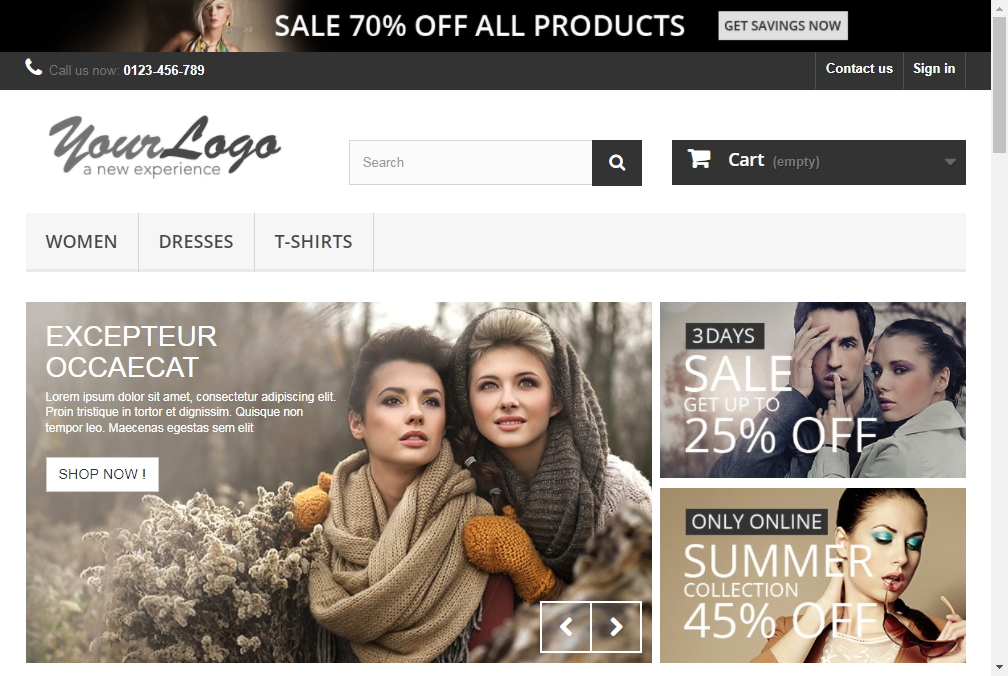 SALE 70% OFF ALL PRODUCTS
GET SAVINGS NOW
Call us now: 0123-456-789
Contact us
Sign in
YourLogo
a new experience
Search
Cart (empty)
WOMEN
DRESSES
T-SHIRTS
EXCEPTEUR
OCCAECAT
Lorem ipsum dolor sit amet, consectetur adipiscing elit.
Proin tristique in tortor et dignissim. Quisque non
tempor leo. Maecenas egestas sem elit
SHOP NOW !
3 DAYS
SALE
GET UP TO
25% OFF
ONLY ONLINE
SUMMER
COLLECTION
45% OFF